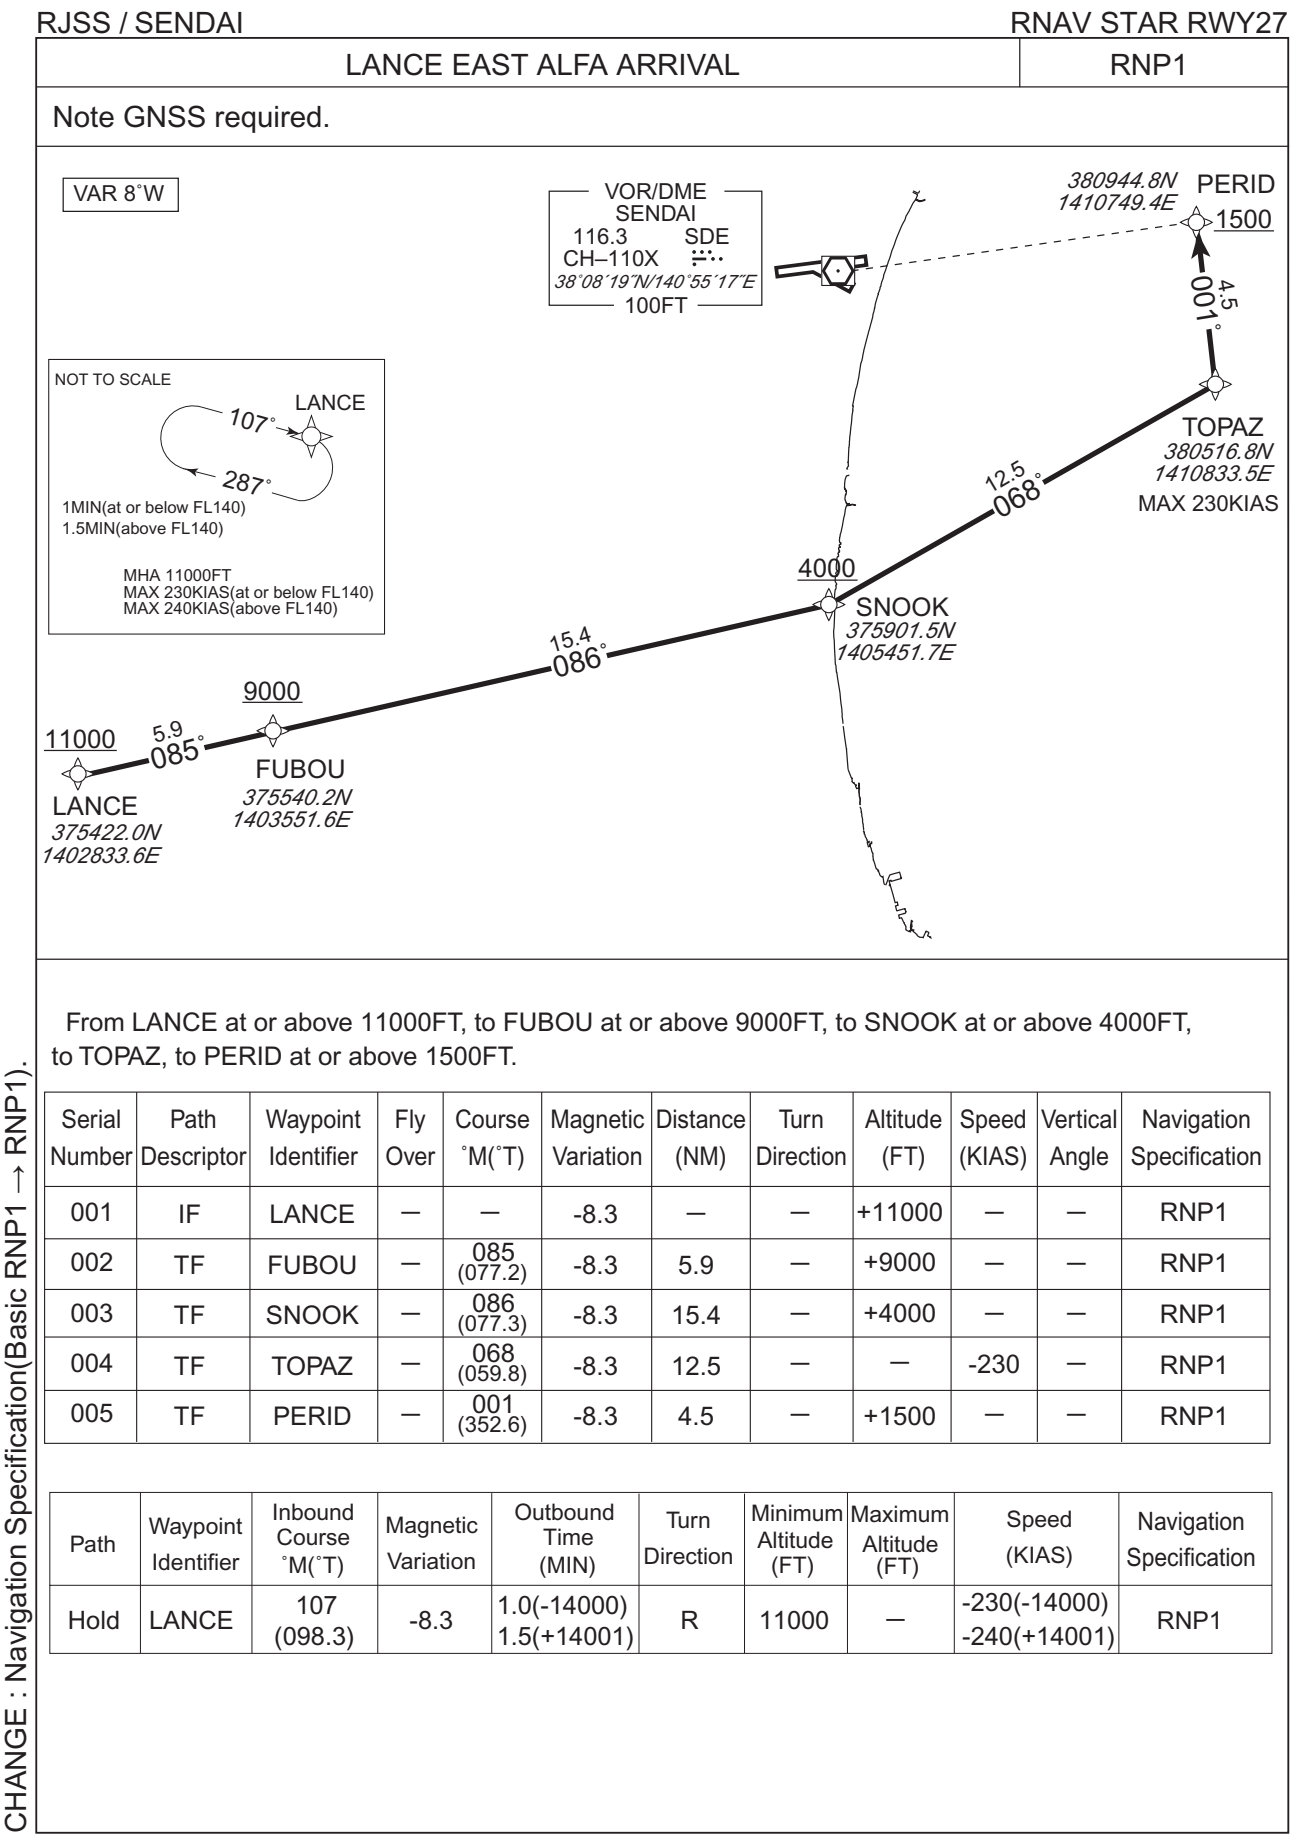 RJSS / SENDAI
RNAV STAR RWY27
LANCE EAST ALFA ARRIVAL
RNP1
Note GNSS required.
VAR 8˚W
VOR/DME
SENDAI
116.3 SDE
CH–110X
38˚08´19˝N/140˚55´17˝E
100FT
380944.8N
1410749.4E
PERID
1500
4.5
001˚
TOPAZ
380516.8N
1410833.5E
MAX 230KIAS
12.5
068˚
NOT TO SCALE
LANCE
107˚
287˚
1MIN(at or below FL140)
1.5MIN(above FL140)
MHA 11000FT
MAX 230KIAS(at or below FL140)
MAX 240KIAS(above FL140)
4000
SNOOK
375901.5N
1405451.7E
15.4
086˚
9000
FUBOU
375540.2N
1403551.6E
5.9
085˚
11000
LANCE
375422.0N
1402833.6E
From LANCE at or above 11000FT, to FUBOU at or above 9000FT, to SNOOK at or above 4000FT,
to TOPAZ, to PERID at or above 1500FT.
Serial Path Waypoint Fly Course Magnetic Distance Turn Altitude Speed Vertical Navigation
Number Descriptor Identifier Over ˚M(˚T) Variation (NM) Direction (FT) (KIAS) Angle Specification
001 IF LANCE — — -8.3 — — +11000 — — RNP1
002 TF FUBOU — 085 (077.2) -8.3 5.9 — +9000 — — RNP1
003 TF SNOOK — 086 (077.3) -8.3 15.4 — +4000 — — RNP1
004 TF TOPAZ — 068 (059.8) -8.3 12.5 — — -230 — RNP1
005 TF PERID — 001 (352.6) -8.3 4.5 — +1500 — — RNP1
Path
Waypoint
Identifier
Inbound
Course
˚M(˚T)
Magnetic
Variation
Outbound
Time
(MIN)
Turn
Direction
Minimum
Altitude
(FT)
Maximum
Altitude
(FT)
Speed
(KIAS)
Navigation
Specification
Hold
LANCE
107
(098.3)
-8.3
1.0(-14000)
1.5(+14001)
R
11000
—
-230(-14000)
-240(+14001)
RNP1
CHANGE : Navigation Specification(Basic RNP1 → RNP1).